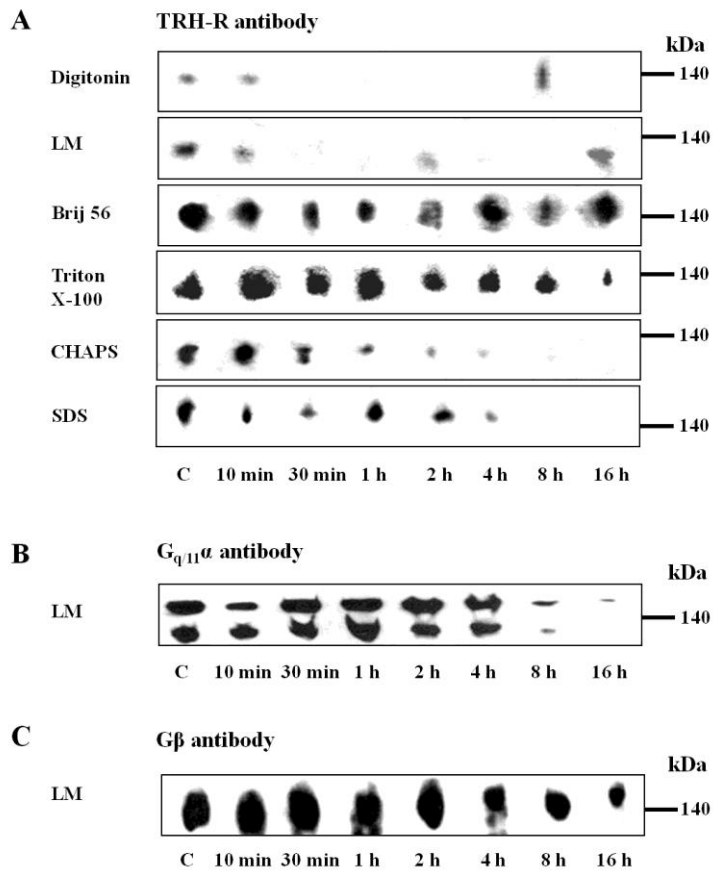 A
TRH-R antibody
kDa
Digitonin
140
LM
140
Brij 56
140
Triton
X-100
140
CHAPS
140
SDS
140
C 10 min 30 min 1 h 2 h 4 h 8 h 16 h
B
Gq/11α antibody
kDa
LM
140
C 10 min 30 min 1 h 2 h 4 h 8 h 16 h
C
Gβ antibody
kDa
LM
140
C 10 min 30 min 1 h 2 h 4 h 8 h 16 h